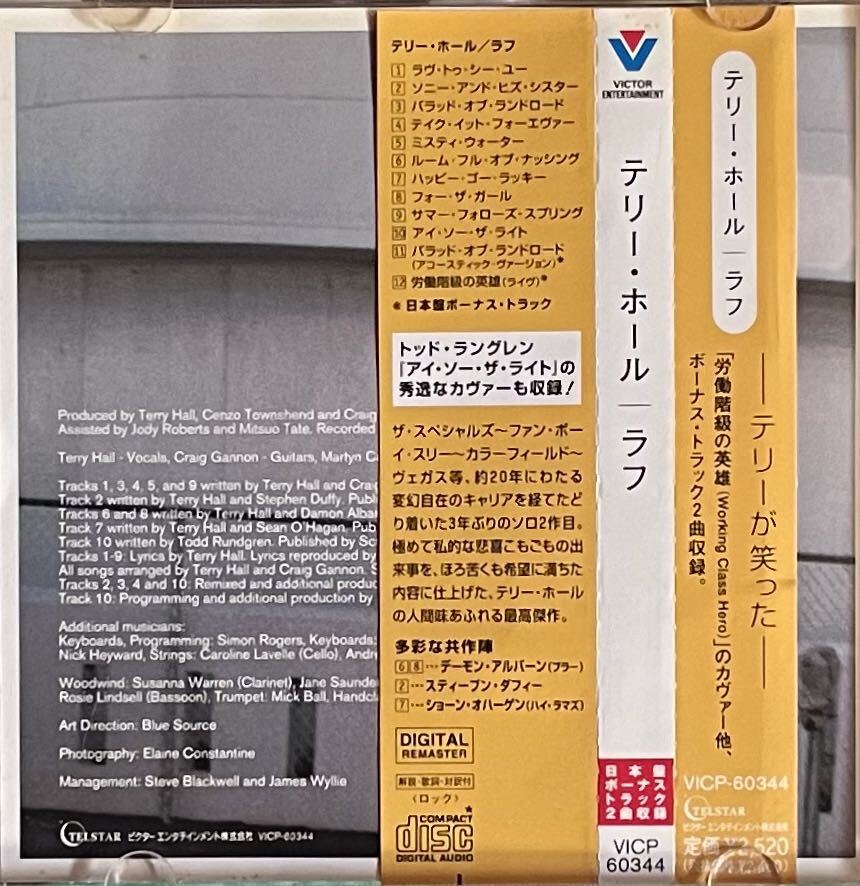 Produced by Terry Hall, Cenzo Townshend and Craig
Assisted by Jody Roberts and Mitsuo Tate. Recorded
Terry Hall - Vocals, Craig Gannon - Guitars, Martyn C
Tracks 1, 3, 4, 5, and 9 written by Terry Hall and Craig
Track 2 written by Terry Hall and Stephen Duffy. Publ
Tracks 6 and 8 written by Terry Hall and Damon Albar
Track 7 written by Terry Hall and Sean O'Hagan. Pub
Track 10 written by Todd Rundgren. Published by Scr
Tracks 1-9: Lyrics by Terry Hall. Lyrics reproduced by
All songs arranged by Terry Hall and Craig Gannon. S
Tracks 2, 3, 4 and 10: Remixed and additional produc
Track 10: Programming and additional production by
Additional musicians:
Keyboards, Programming: Simon Rogers, Keyboards:
Nick Heyward, Strings: Caroline Lavelle (Cello), Andre
Woodwind: Susanna Warren (Clarinet), Jane Saunde
Rosie Lindsell (Bassoon), Trumpet: Mick Ball, Handcla
Art Direction: Blue Source
Photography: Elaine Constantine
Management: Steve Blackwell and James Wyllie
TELSTAR ビクターエンタテインメント株式会社 VICP-60344
テリー・ホール/ラフ
1 ラヴ・トゥ・シー・ユー
2 ソニー・アンド・ヒズ・シスター
3 バラッド・オブ・ランドロード
4 テイク・イット・フォーエヴァー
5 ミスティ・ウォーター
6 ルーム・フル・オブ・ナッシング
7 ハッピー・ゴー・ラッキー
8 フォー・ザ・ガール
9 サマー・フォローズ・スプリング
10 アイ・ソー・ザ・ライト
11 バラッド・オブ・ランドロード
(アコースティック・ヴァージョン)*
12 労働階級の英雄(ライヴ)*
* 日本盤ボーナス・トラック
トッド・ラングレン
「アイ・ソー・ザ・ライト」の
秀逸なカヴァーも収録!
ザ・スペシャルズ〜ファン・ボー
イ・スリー〜カラーフィールド〜
ヴェガス等、約20年にわたる
変幻自在のキャリアを経てたど
り着いた3年ぶりのソロ2作目。
極めて私的な悲喜こもごもの出
来事を、ほろ苦くも希望に満ちた
内容に仕上げた、テリー・ホール
の人間味あふれる最高傑作。
多彩な共作陣
6 8…デーモン・アルバーン(ブラー)
2…スティーブン・ダフィー
7…ショーン・オハーゲン(ハイ・ラマズ)
DIGITAL
REMASTER
解説・歌詞・対訳付
(ロック)
COMPACT
disc
DIGITAL AUDIO
VICTOR
ENTERTAINMENT
テリー・ホール│ラフ
日本盤
ボーナス
トラック
2曲収録
VICP
60344
テリー・ホール│ラフ
—テリーが笑った—
「労働階級の英雄(Working Class Hero)」のカヴァー他、
ボーナス・トラック2曲収録。
VICP-60344
TELSTAR
ビクターエンタテインメント株式会社
定価¥2,520